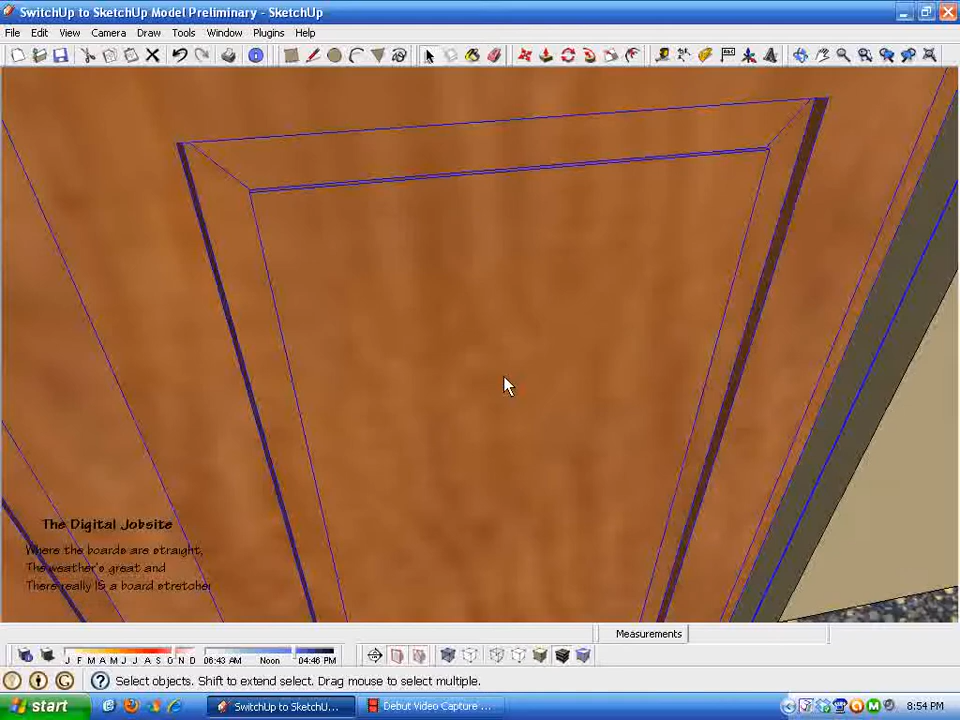 SwitchUp to SketchUp Model Preliminary - SketchUp
File Edit View Camera Draw Tools Window Plugins Help
The Digital Jobsite
Where the boards are straight,
The weather's great and
There really IS a board stretcher
Measurements
J F M A M J J A S O N D 06:43 AM Noon 04:46 PM
Select objects. Shift to extend select. Drag mouse to select multiple.
start SwitchUp to SketchU... Debut Video Capture ... 8:54 PM